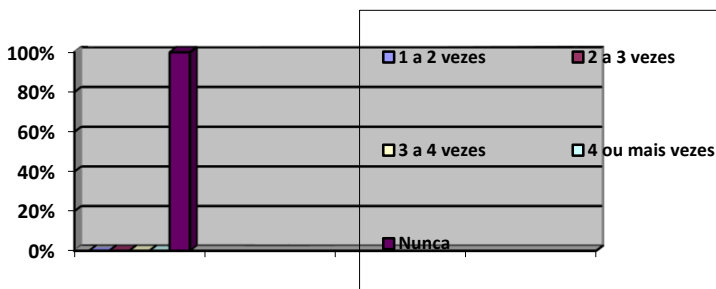 100%
80%
60%
40%
20%
0%
1 a 2 vezes
2 a 3 vezes
3 a 4 vezes
4 ou mais vezes
Nunca